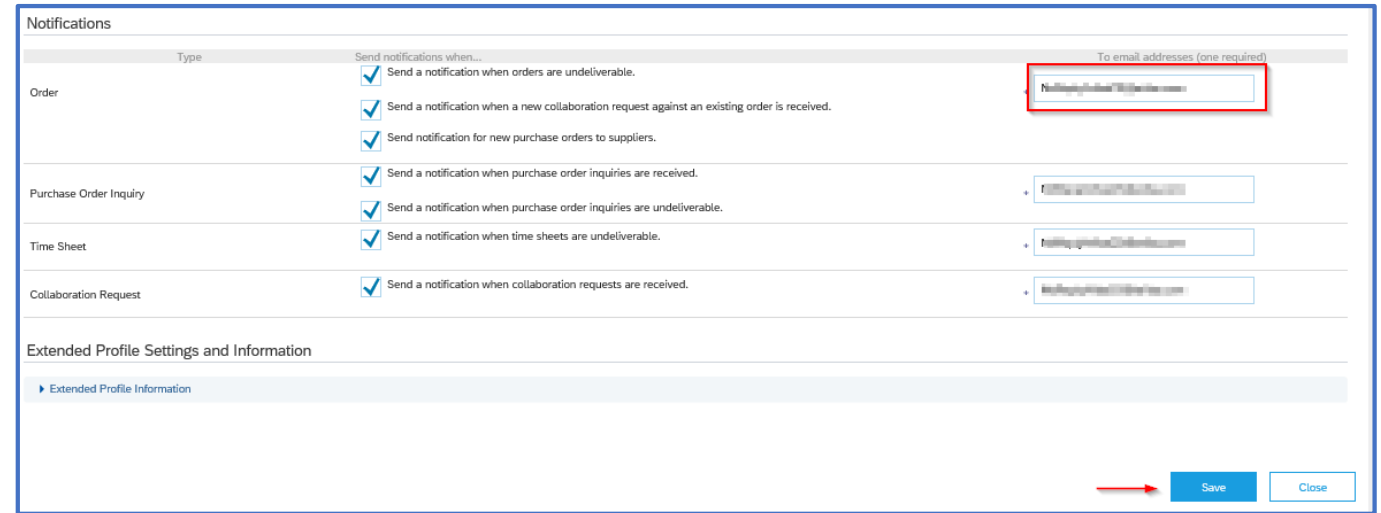 Notifications
Type Send notifications when... To email addresses (one required)
Send a notification when orders are undeliverable.
Order
Send a notification when a new collaboration request against an existing order is received.
Send notification for new purchase orders to suppliers.
Send a notification when purchase order inquiries are received.
Purchase Order Inquiry
Send a notification when purchase order inquiries are undeliverable.
Time Sheet Send a notification when time sheets are undeliverable.
Collaboration Request Send a notification when collaboration requests are received.
Extended Profile Settings and Information
Extended Profile Information
Save Close